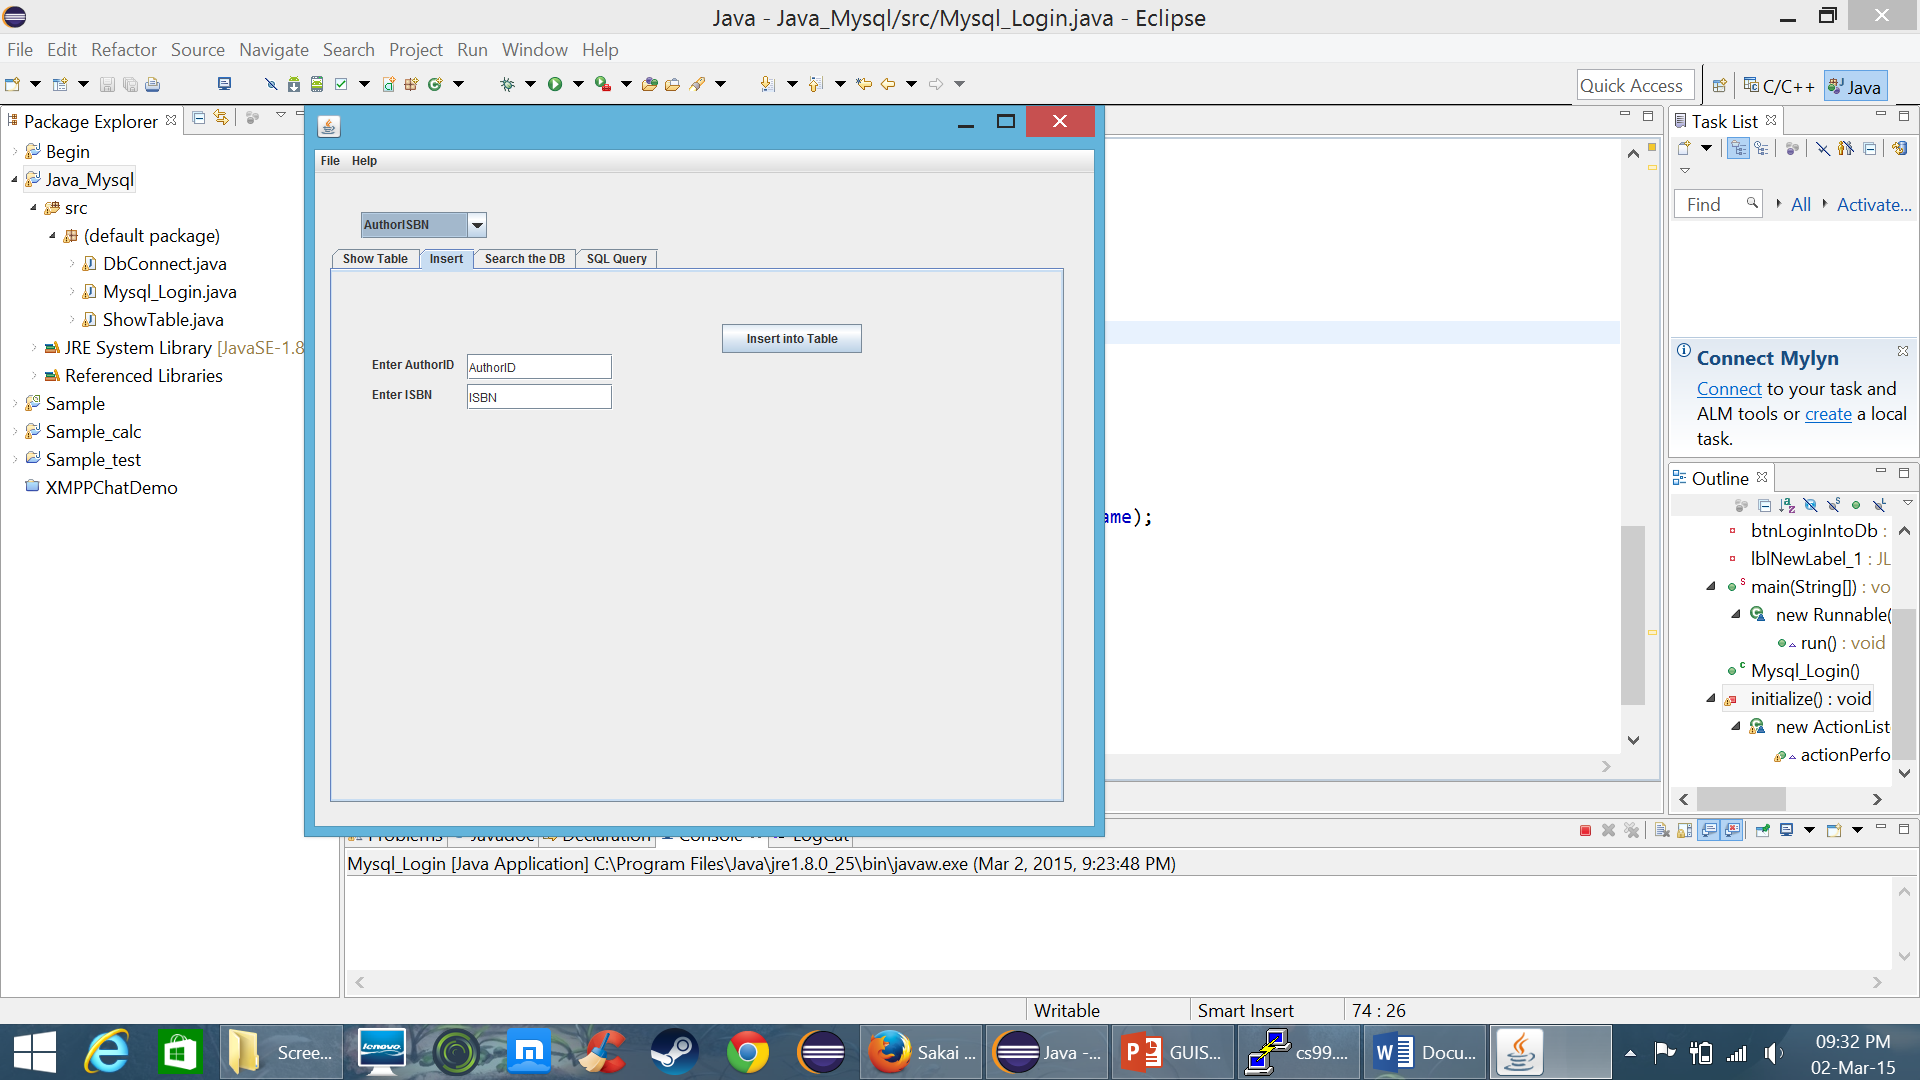 Java - Java_Mysql/src/Mysql_Login.java - Eclipse
File Edit Refactor Source Navigate Search Project Run Window Help
Quick Access
C/C++
Java
Package Explorer
Begin
Java_Mysql
src
(default package)
DbConnect.java
Mysql_Login.java
ShowTable.java
JRE System Library [JavaSE-1.8
Referenced Libraries
Sample
Sample_calc
Sample_test
XMPPChatDemo
File Help
AuthorISBN
Show Table Insert Search the DB SQL Query
Insert into Table
Enter AuthorID AuthorID
Enter ISBN ISBN
ame);
Task List
Find All Activate...
Connect Mylyn
Connect to your task and
ALM tools or create a local
task.
Outline
btnLoginIntoDb :
lblNewLabel_1 : JL
main(String[]) : vo
new Runnable(
run() : void
Mysql_Login()
initialize() : void
new ActionList
actionPerfo
Problems Javadoc Declaration Console LogCat
Mysql_Login [Java Application] C:\Program Files\Java\jre1.8.0_25\bin\javaw.exe (Mar 2, 2015, 9:23:48 PM)
Writable Smart Insert 74 : 26
Scree...
lenovo
Sakai ...
Java -...
GUIS...
cs99....
Docu...
09:32 PM
02-Mar-15